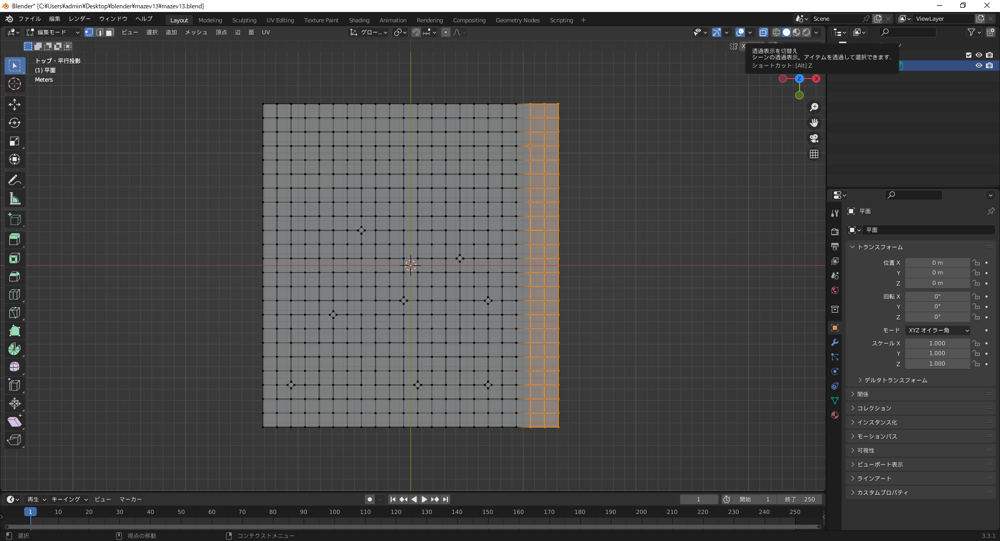 Blender* [C:¥Users¥admin¥Desktop¥blender¥mazev13¥mazev13.blend]
ファイル 編集 レンダー ウィンドウ ヘルプ Layout Modeling Sculpting UV Editing Texture Paint Shading Animation Rendering Compositing Geometry Nodes Scripting + Scene ViewLayer
編集モード ビュー 選択 追加 メッシュ 頂点 辺 面 UV グロー...
X
透過表示を切替え
シーンの透過表示。アイテムを透過して選択できます.
ショートカット: [Alt] Z
トップ・平行投影
(1) 平面
Meters
Z X
平面
平面
トランスフォーム
位置 X 0 m
Y 0 m
Z 0 m
回転 X 0°
Y 0°
Z 0°
モード XYZ オイラー角
スケール X 1.000
Y 1.000
Z 1.000
デルタトランスフォーム
関係
コレクション
インスタンス化
モーションパス
可視性
ビューポート表示
ラインアート
カスタムプロパティ
再生 キーイング ビュー マーカー 1 開始 1 終了 250
1 10 20 30 40 50 60 70 80 90 100 110 120 130 140 150 160 170 180 190 200 210 220 230 240 250
選択 視点の移動 コンテクストメニュー 3.3.1